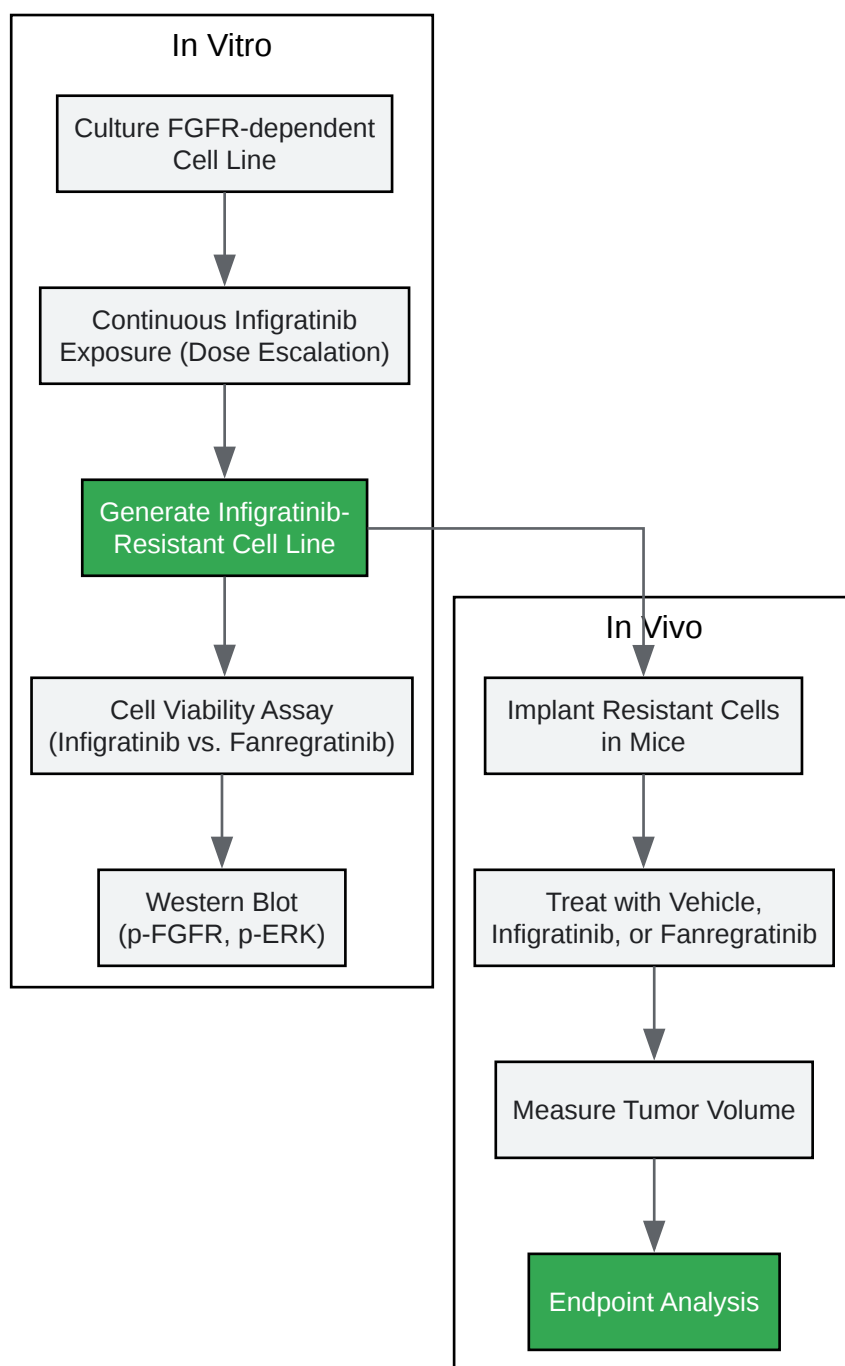 In Vitro
Culture FGFR-dependent
Cell Line
Continuous Infigratinib
Exposure (Dose Escalation)
Generate Infigratinib-
Resistant Cell Line
Cell Viability Assay
(Infigratinib vs. Fanregratinib)
Western Blot
(p-FGFR, p-ERK)
In Vivo
Implant Resistant Cells
in Mice
Treat with Vehicle,
Infigratinib, or Fanregratinib
Measure Tumor Volume
Endpoint Analysis